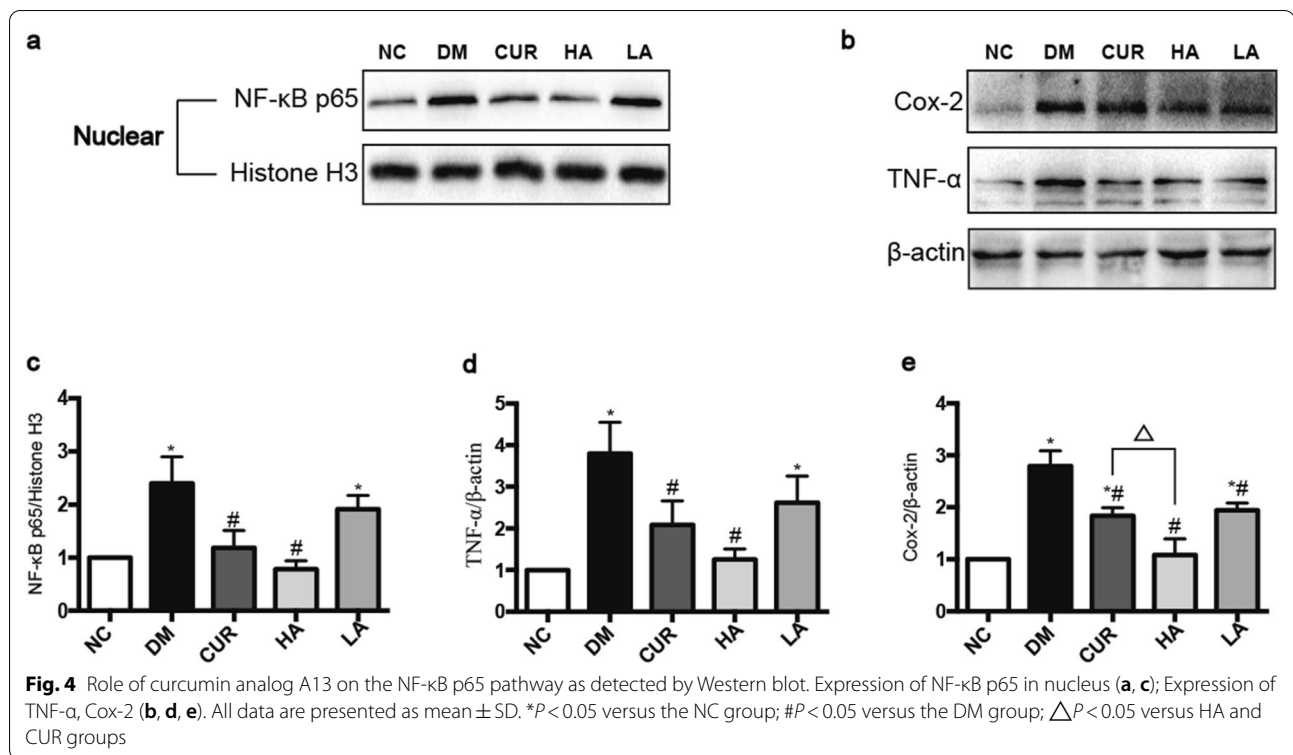 a
NC DM CUR HA LA
NF-κB p65
Nuclear
Histone H3
b
NC DM CUR HA LA
Cox-2
TNF-α
β-actin
c
NF-κB p65/Histone H3
4
3
2
1
0
*
#
#
*
NC DM CUR HA LA
d
TNF-α/β-actin
5
4
3
2
1
0
*
#
#
*
NC DM CUR HA LA
e
Cox-2/β-actin
4
3
2
1
0
*
△
*#
#
*#
NC DM CUR HA LA
Fig. 4 Role of curcumin analog A13 on the NF-κB p65 pathway as detected by Western blot. Expression of NF-κB p65 in nucleus (a, c); Expression of
TNF-α, Cox-2 (b, d, e). All data are presented as mean ± SD. *P < 0.05 versus the NC group; #P < 0.05 versus the DM group; △P < 0.05 versus HA and
CUR groups